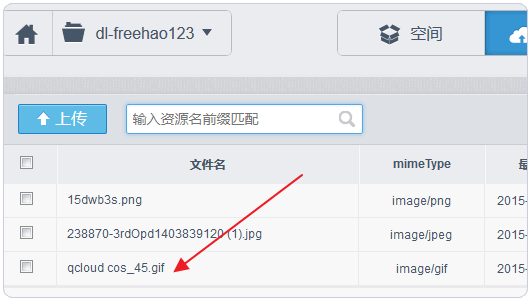 dl-freehao123
空间
上传
输入资源名前缀匹配
文件名 mimeType
15dwb3s.png image/png 2015-
238870-3rdOpd1403839120 (1).jpg image/jpeg 2015-
qcloud cos_45.gif image/gif 2015-